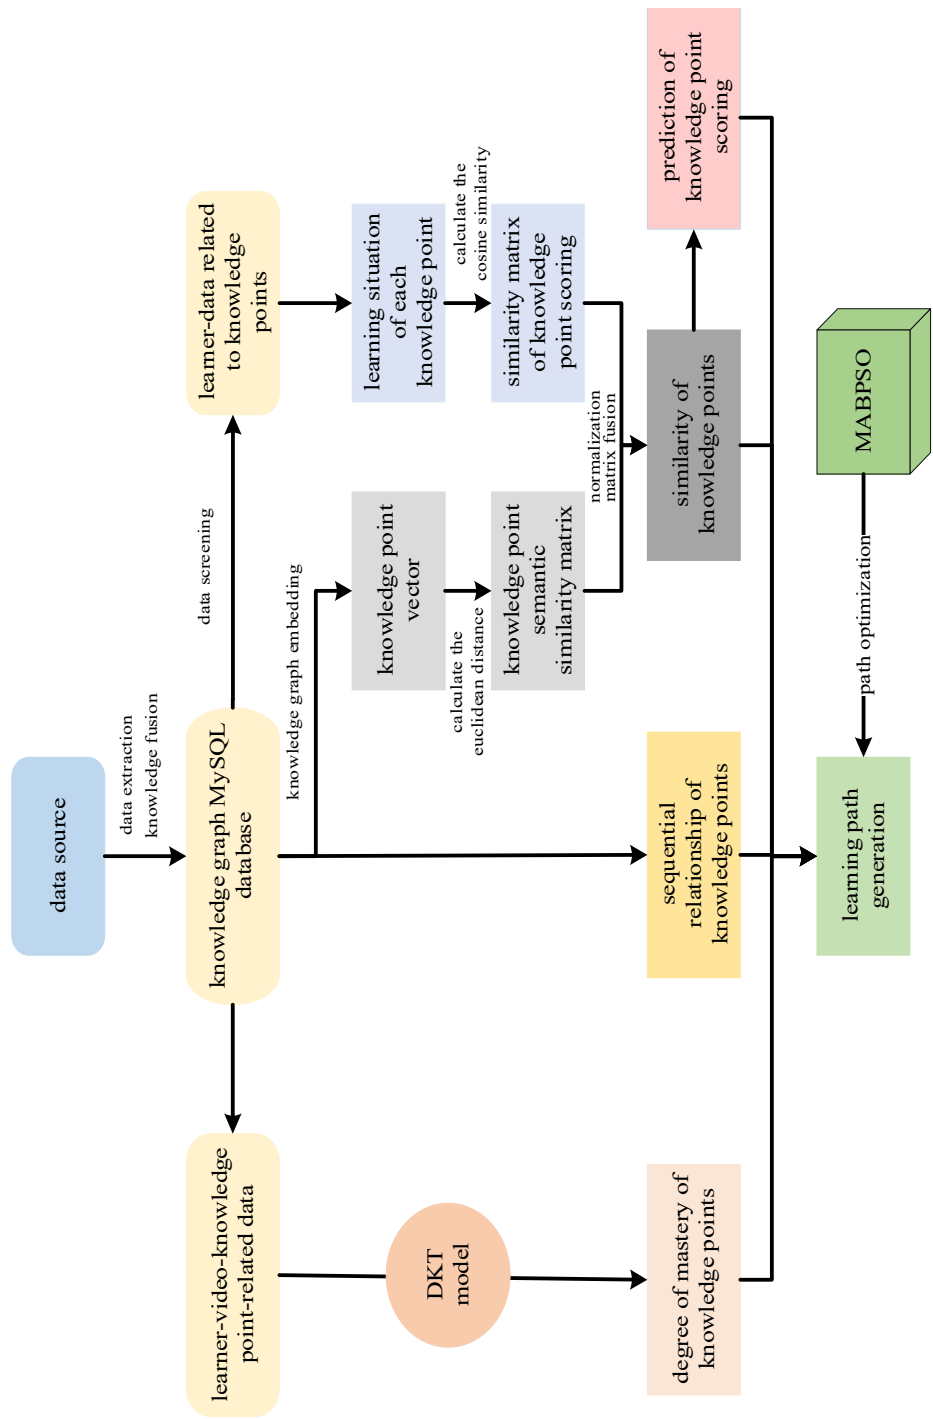 data source
data extraction
knowledge fusion
knowledge graph MySQL
database
data screening
learner-video-knowledge
point-related data
learner-data related
to knowledge
points
knowledge graph embedding
DKT
model
knowledge point
vector
learning situation
of each
knowledge point
calculate the
euclidean distance
calculate the
cosine similarity
knowledge point
semantic
similarity matrix
similarity matrix
of knowledge
point scoring
normalization
matrix fusion
degree of mastery of
knowledge points
sequential
relationship of
knowledge points
similarity of
knowledge points
prediction of
knowledge point
scoring
learning path
generation
path optimization
MABPSO